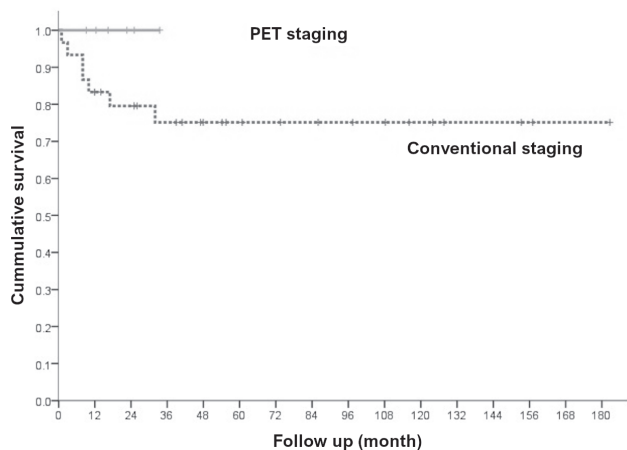 PET staging
Conventional staging
Cummulative survival
1.0
0.9
0.8
0.7
0.6
0.5
0.4
0.3
0.2
0.1
0.0
0 12 24 36 48 60 72 84 96 108 120 132 144 156 168 180
Follow up (month)